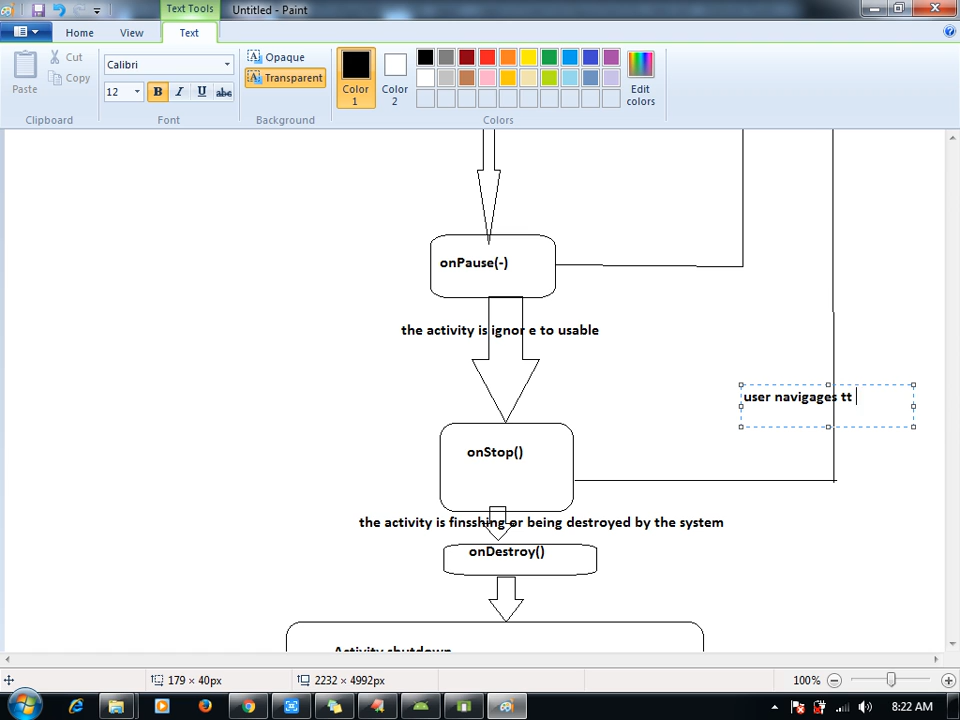 Text Tools
Untitled - Paint
Home
View
Text
Paste
Cut
Copy
Clipboard
Calibri
12
B I U abc
Font
Opaque
Transparent
Background
Color 1
Color 2
Edit colors
Colors
onPause(-)
the activity is ignor e to usable
user navigages tt
onStop()
the activity is finsshing or being destroyed by the system
onDestroy()
Activity shutdown
179 × 40px
2232 × 4992px
100%
8:22 AM